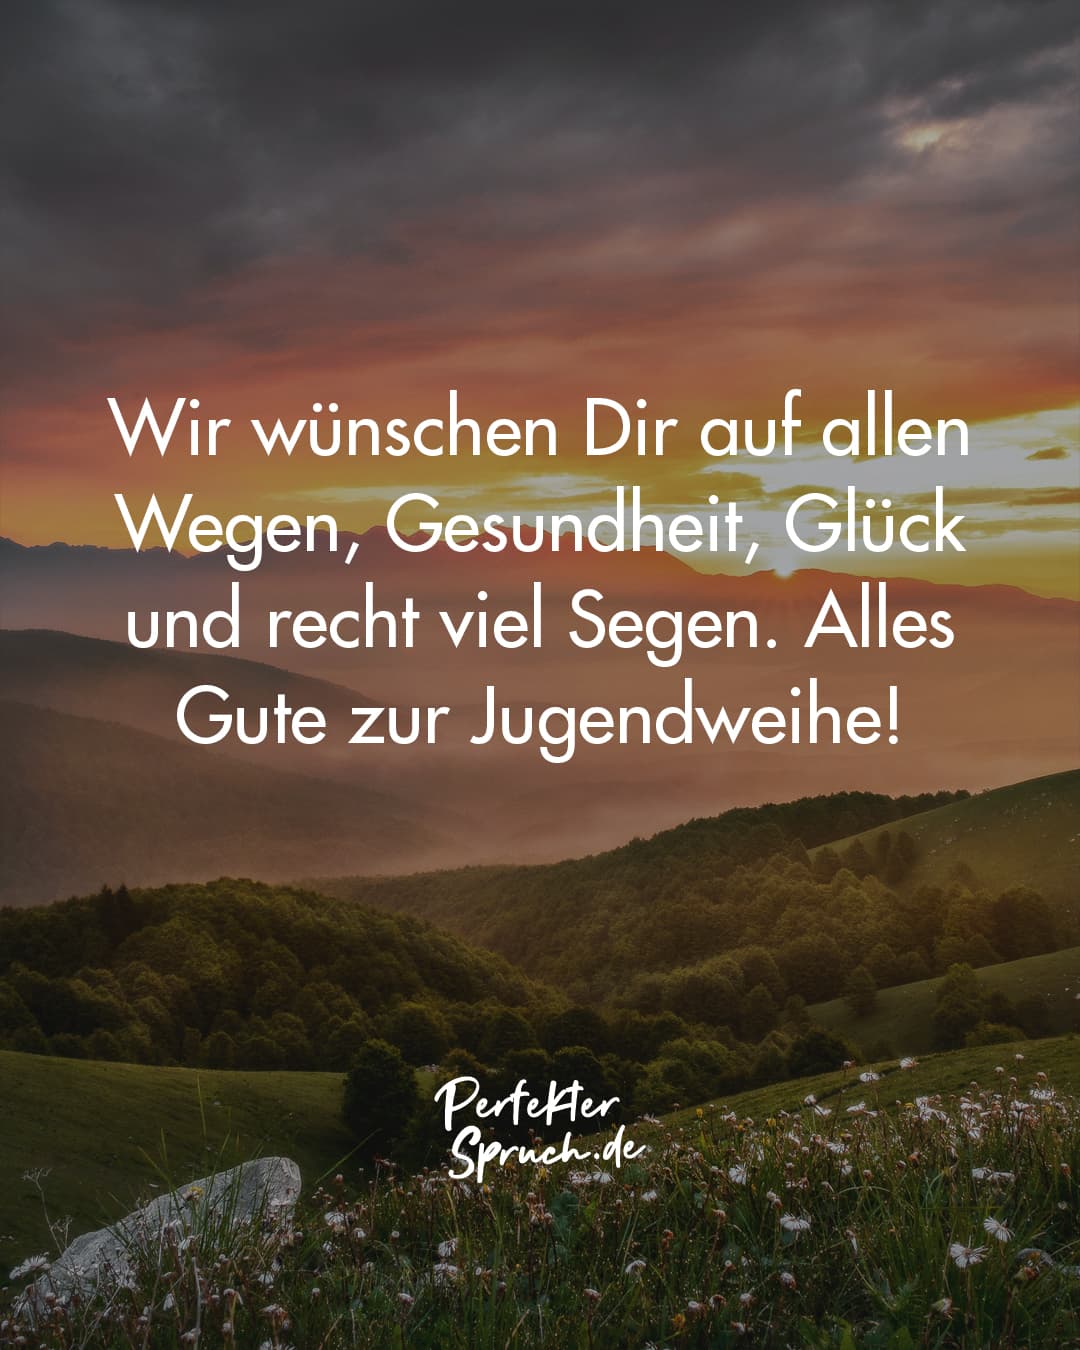 Wir wünschen Dir auf allen
Wegen, Gesundheit, Glück
und recht viel Segen. Alles
Gute zur Jugendweihe!
Perfekter
Spruch.de